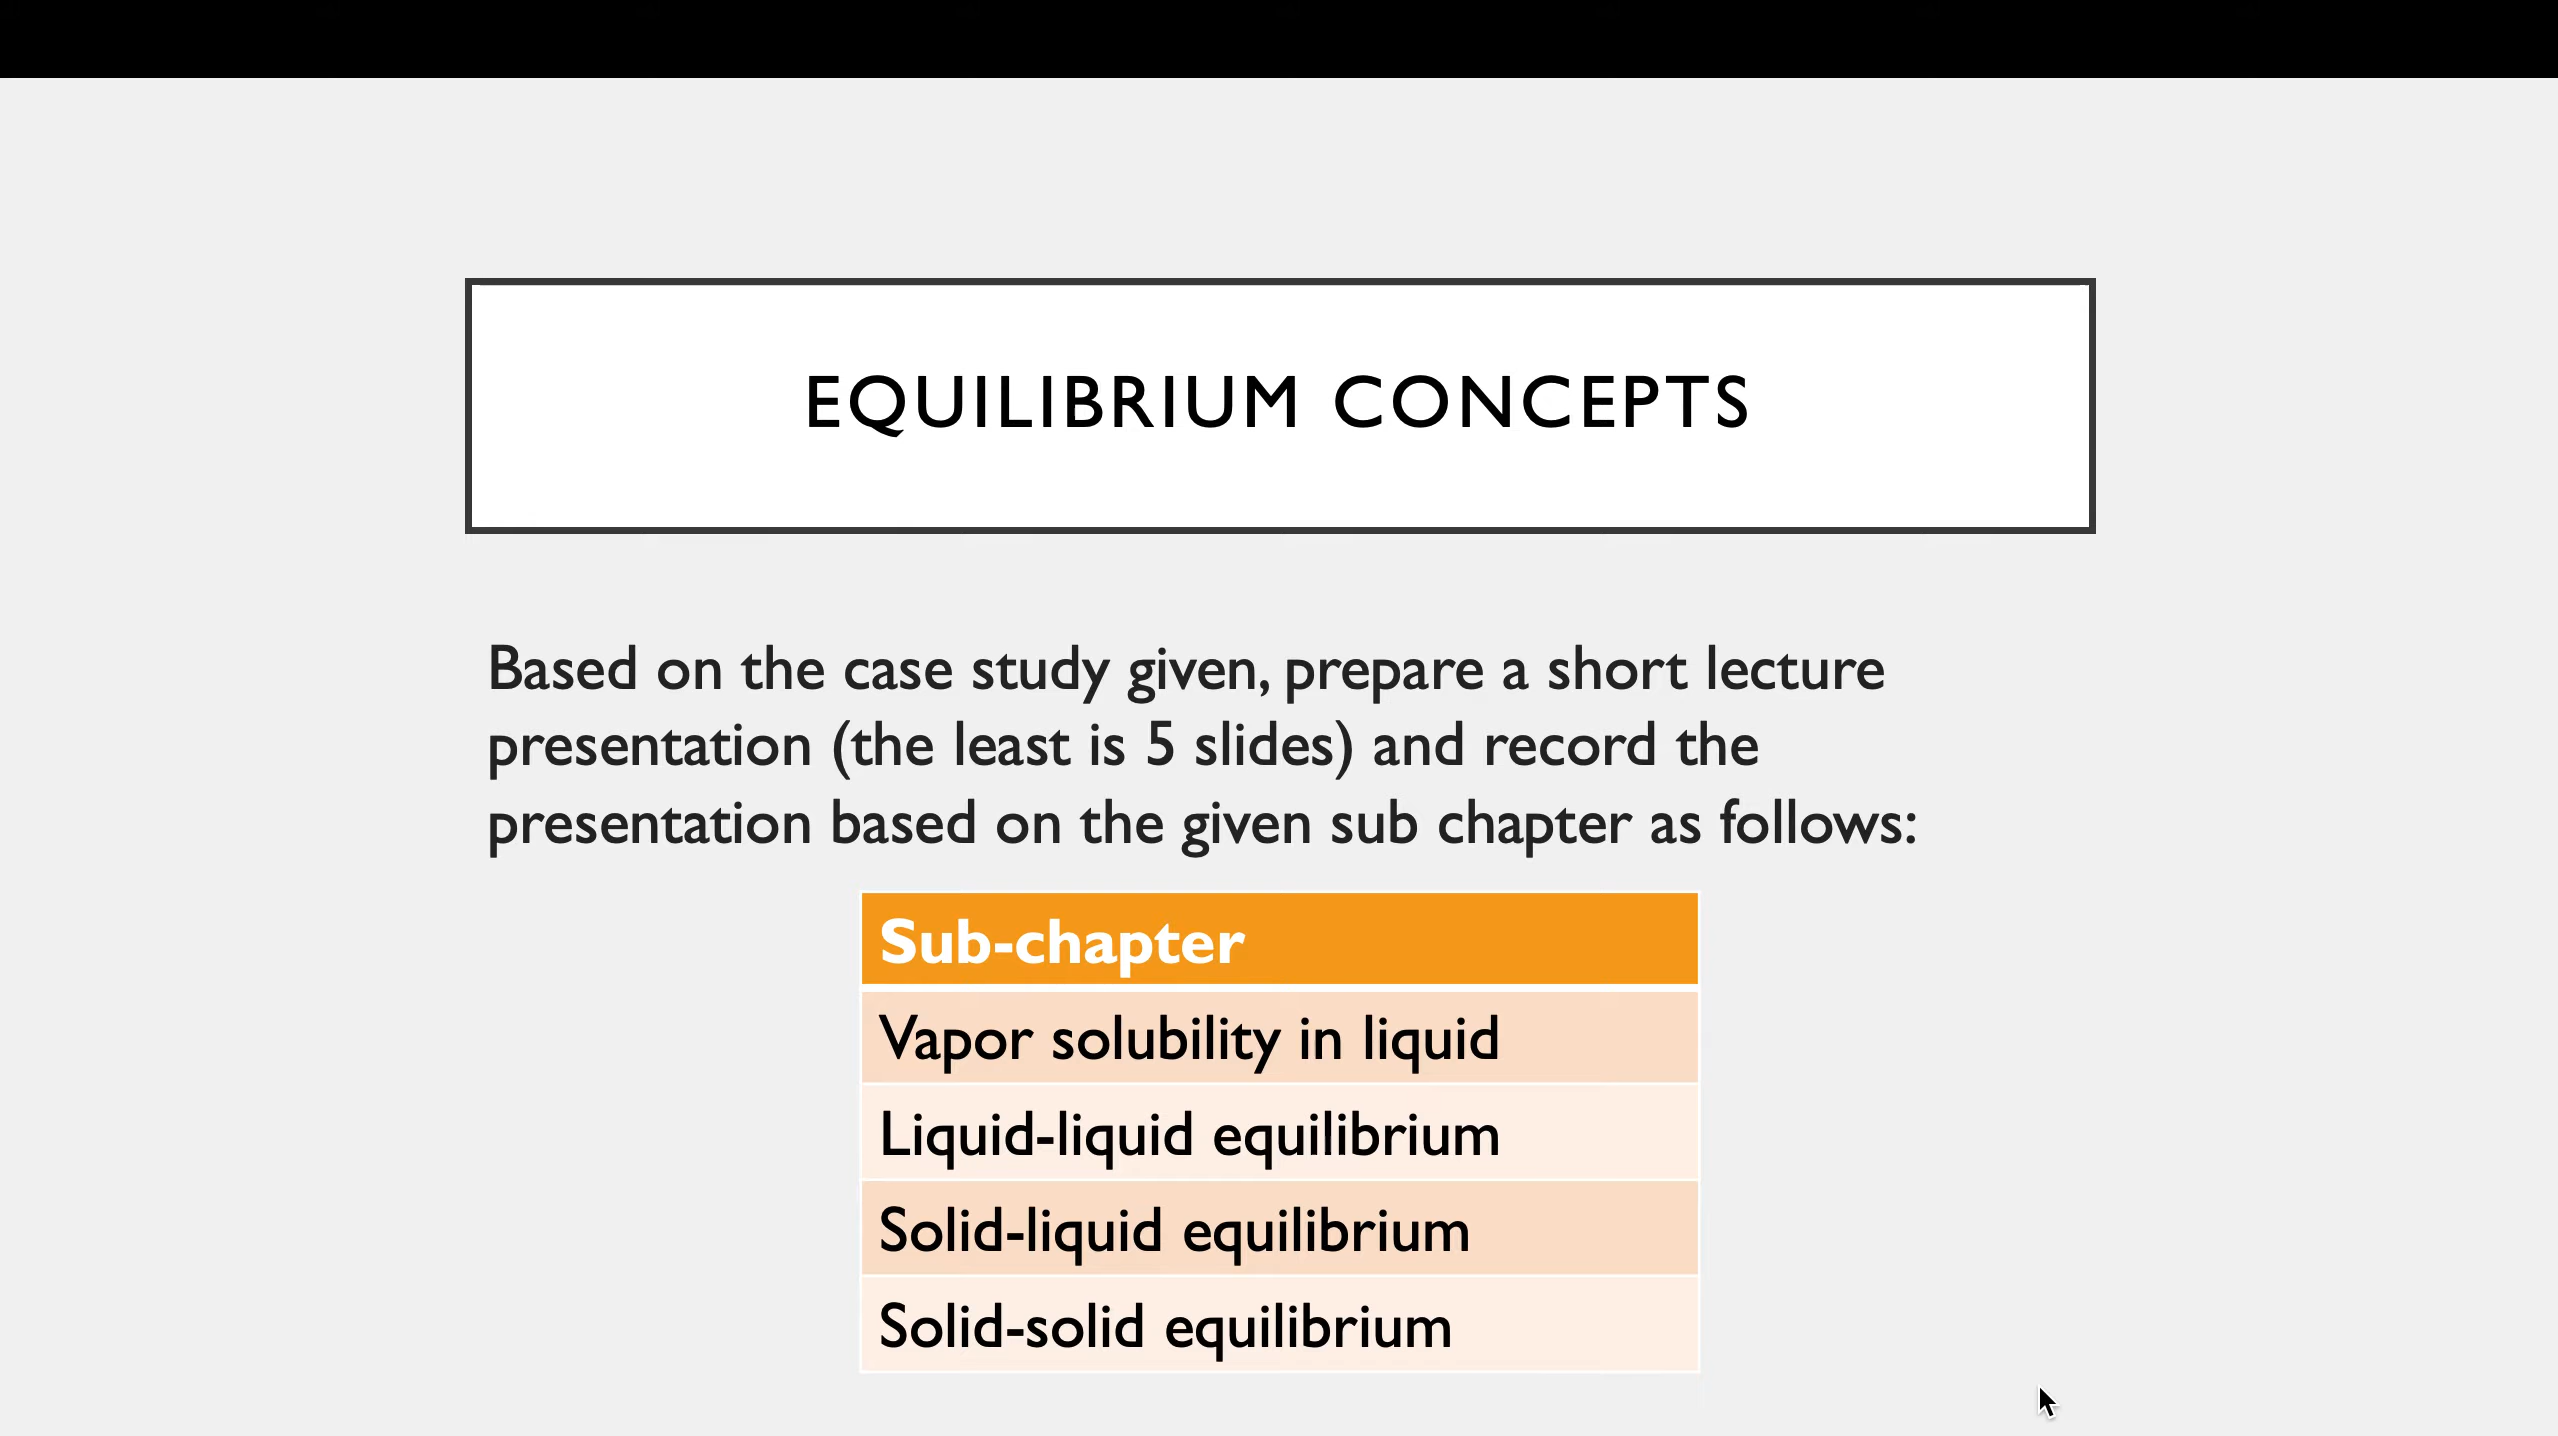 EQUILIBRIUM CONCEPTS
Based on the case study given, prepare a short lecture
presentation (the least is 5 slides) and record the
presentation based on the given sub chapter as follows:
Sub-chapter
Vapor solubility in liquid
Liquid-liquid equilibrium
Solid-liquid equilibrium
Solid-solid equilibrium